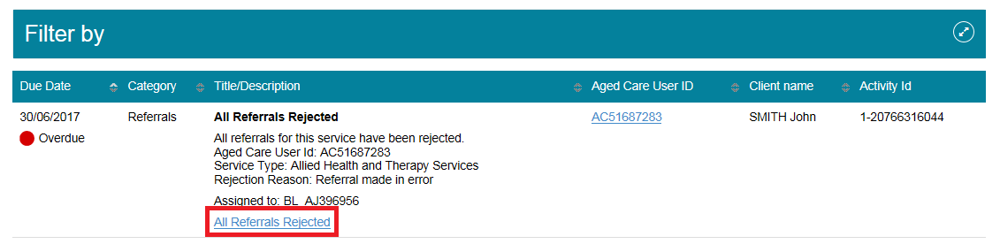 Filter by
Due Date Category Title/Description Aged Care User ID Client name Activity Id
30/06/2017 Referrals All Referrals Rejected AC51687283 SMITH John 1-20766316044
Overdue All referrals for this service have been rejected.
Aged Care User Id: AC51687283
Service Type: Allied Health and Therapy Services
Rejection Reason: Referral made in error
Assigned to: BL_AJ396956
All Referrals Rejected